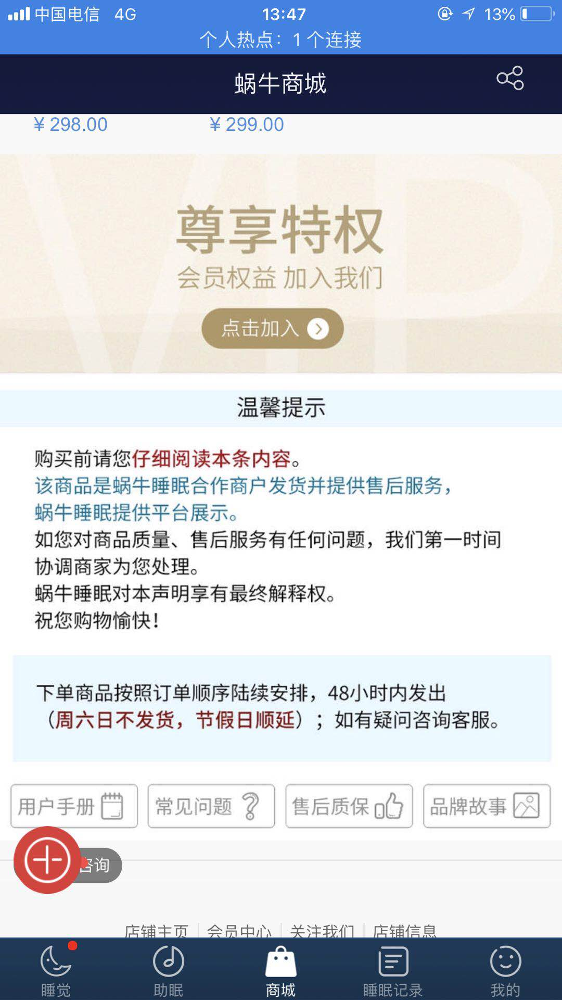 中国电信 4G 13:47 13%
个人热点：1 个连接
蜗牛商城
¥ 298.00 ¥ 299.00
尊享特权
会员权益 加入我们
点击加入
温馨提示
购买前请您仔细阅读本条内容。
该商品是蜗牛睡眠合作商户发货并提供售后服务，
蜗牛睡眠提供平台展示。
如您对商品质量、售后服务有任何问题，我们第一时间
协调商家为您处理。
蜗牛睡眠对本声明享有最终解释权。
祝您购物愉快！
下单商品按照订单顺序陆续安排，48小时内发出
（周六日不发货，节假日顺延）；如有疑问咨询客服。
用户手册 常见问题 售后质保 品牌故事
咨询
店铺主页 会员中心 关注我们 店铺信息
睡觉 助眠 商城 睡眠记录 我的